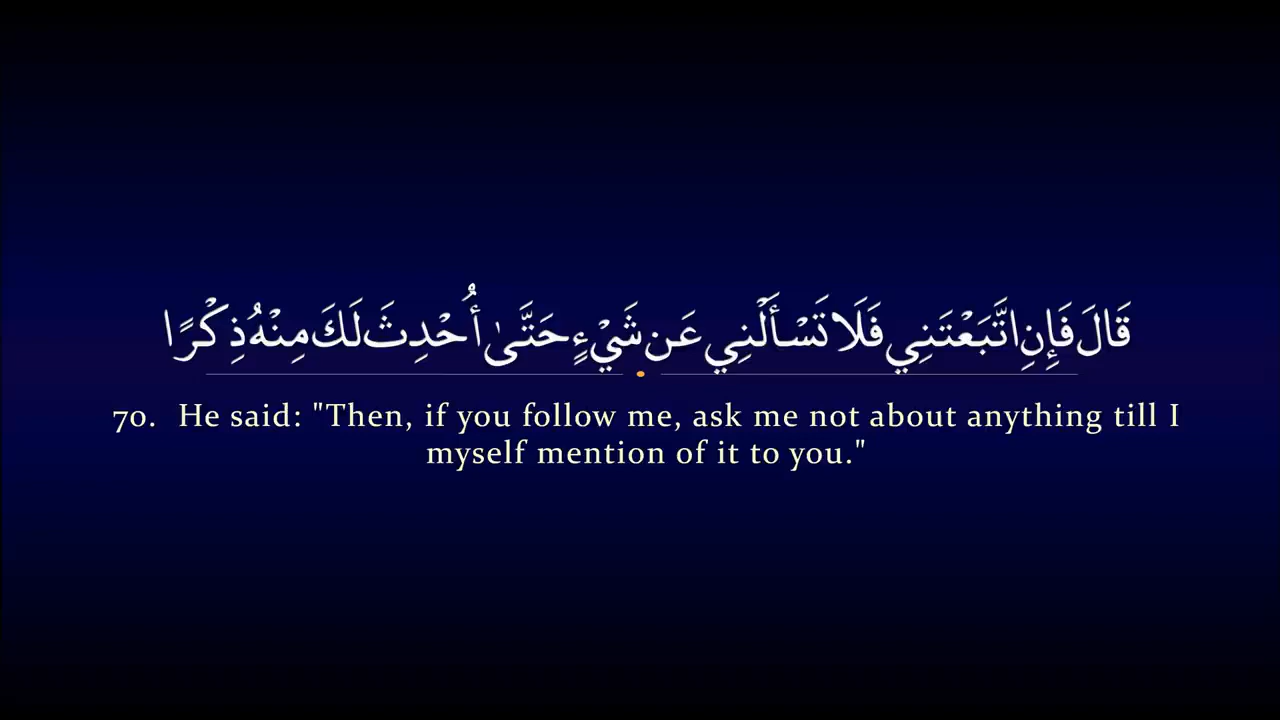 قَالَ فَإِنِ اتَّبَعْتَنِي فَلَا تَسْأَلْنِي عَن شَيْءٍ حَتَّىٰ أُحْدِثَ لَكَ مِنْهُ ذِكْرًا
70. He said: "Then, if you follow me, ask me not about anything till I
myself mention of it to you."